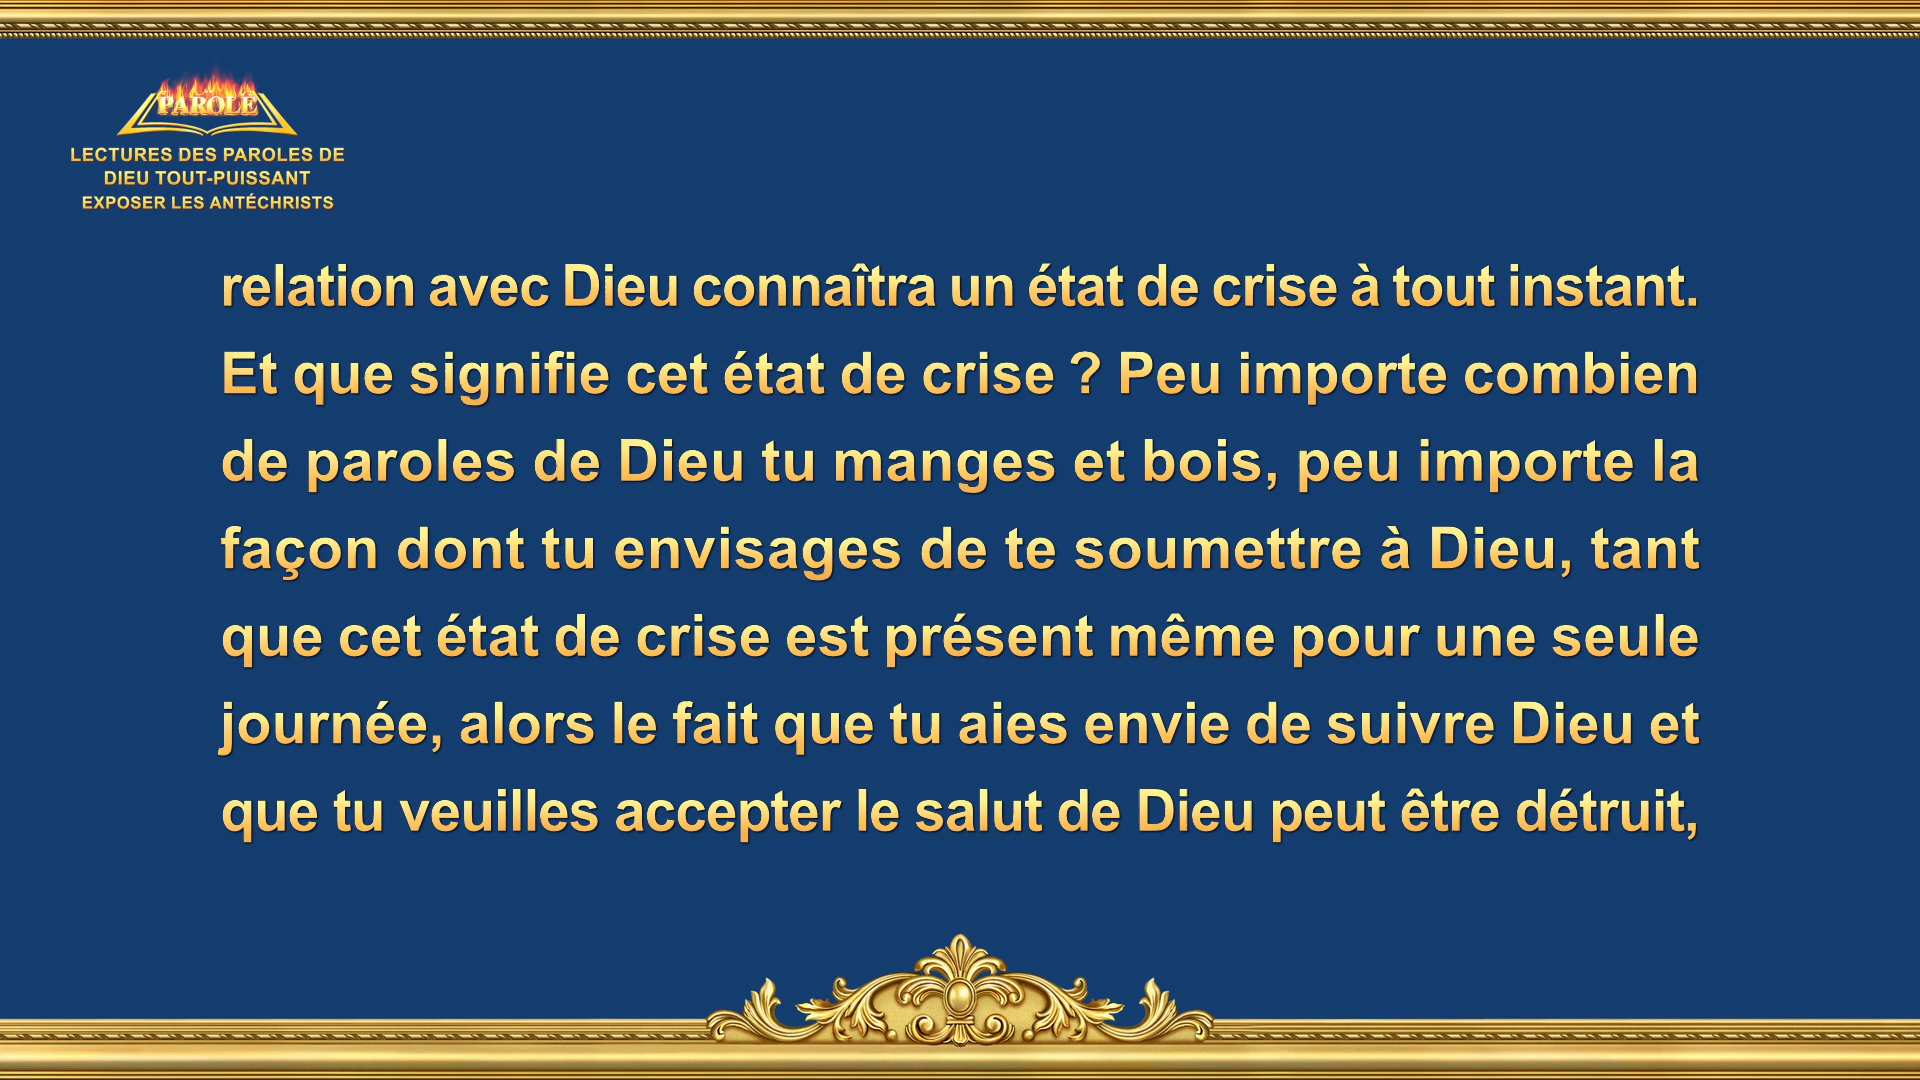 PAROLE
LECTURES DES PAROLES DE
DIEU TOUT-PUISSANT
EXPOSER LES ANTÉCHRISTS
relation avec Dieu connaîtra un état de crise à tout instant.
Et que signifie cet état de crise ? Peu importe combien
de paroles de Dieu tu manges et bois, peu importe la
façon dont tu envisages de te soumettre à Dieu, tant
que cet état de crise est présent même pour une seule
journée, alors le fait que tu aies envie de suivre Dieu et
que tu veuilles accepter le salut de Dieu peut être détruit,